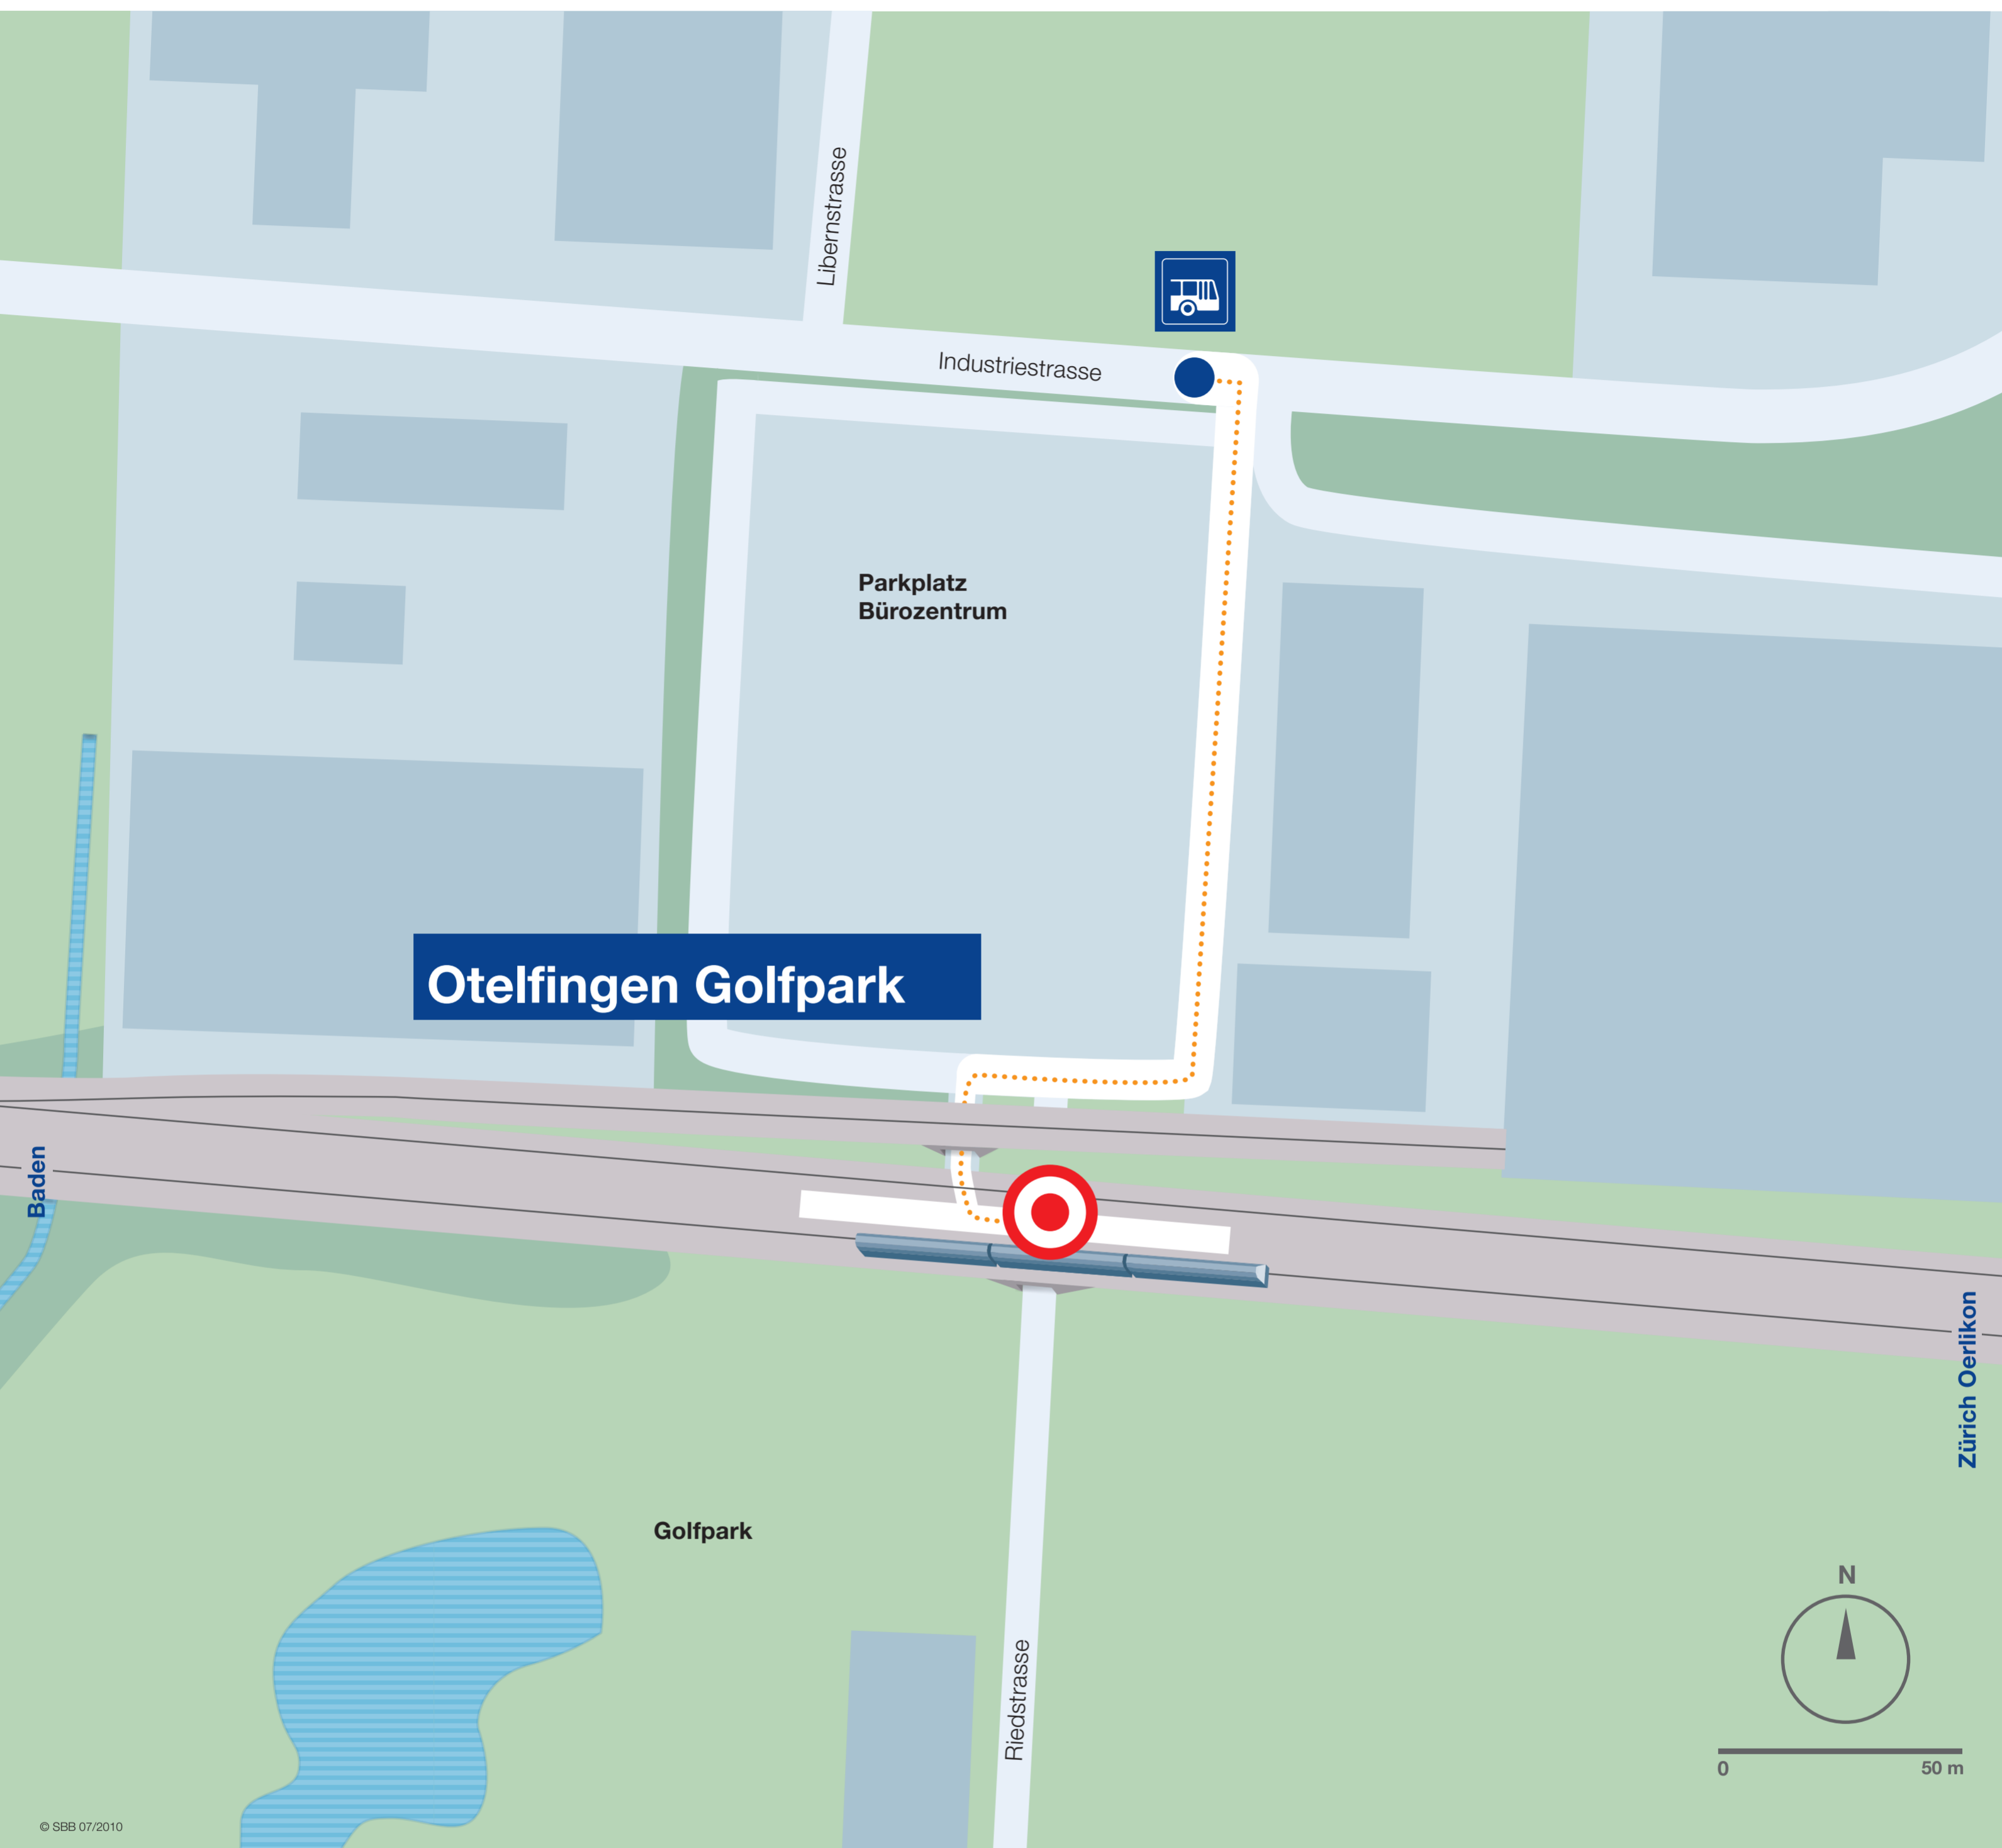 Libernstrasse
Industriestrasse
Parkplatz
Bürozentrum
Otelfingen Golfpark
Baden
Zürich Oerlikon
Golfpark
Riedstrasse
N
0 50 m
© SBB 07/2010